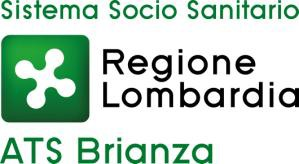 Sistema Socio Sanitario
Regione
Lombardia
ATS Brianza